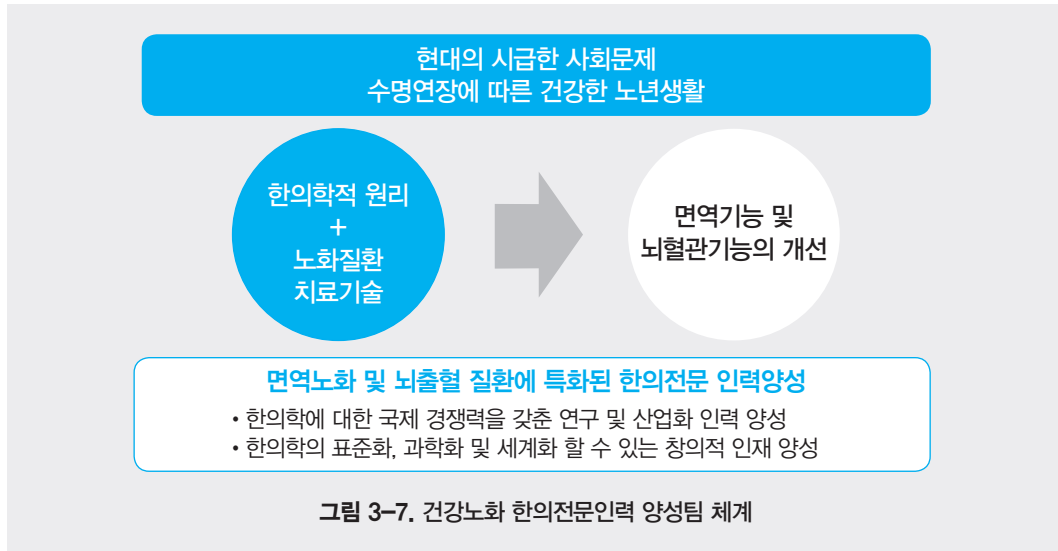 현대의 시급한 사회문제
수명연장에 따른 건강한 노년생활
한의학적 원리
+
노화질환
치료기술
면역기능 및
뇌혈관기능의 개선
면역노화 및 뇌출혈 질환에 특화된 한의전문 인력양성
• 한의학에 대한 국제 경쟁력을 갖춘 연구 및 산업화 인력 양성
• 한의학의 표준화, 과학화 및 세계화 할 수 있는 창의적 인재 양성
그림 3-7. 건강노화 한의전문인력 양성팀 체계